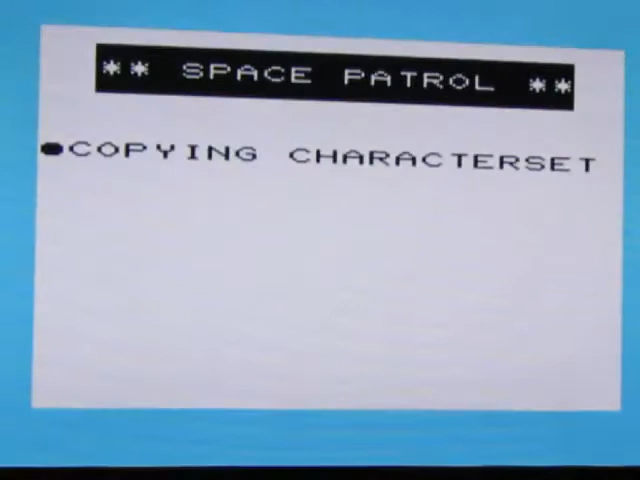 ** SPACE PATROL **
●COPYING CHARACTERSET